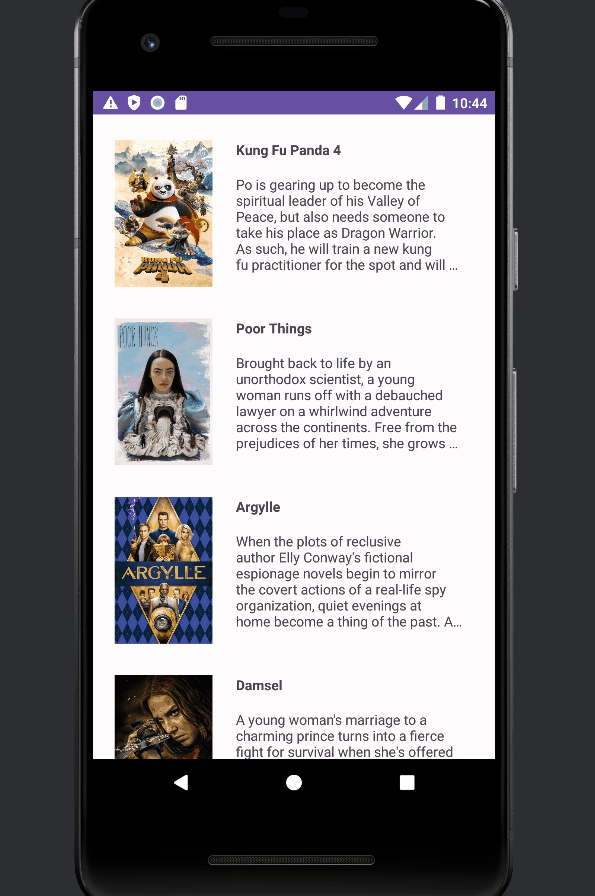 10:44
Kung Fu Panda 4
Po is gearing up to become the
spiritual leader of his Valley of
Peace, but also needs someone to
take his place as Dragon Warrior.
As such, he will train a new kung
fu practitioner for the spot and will …
KUNG FU
PANDA
4
Poor Things
POOR THINGS
Brought back to life by an
unorthodox scientist, a young
woman runs off with a debauched
lawyer on a whirlwind adventure
across the continents. Free from the
prejudices of her times, she grows …
Argylle
When the plots of reclusive
author Elly Conway's fictional
espionage novels begin to mirror
the covert actions of a real-life spy
organization, quiet evenings at
home become a thing of the past. A…
ARGYLLE
Damsel
A young woman's marriage to a
charming prince turns into a fierce
fight for survival when she's offered